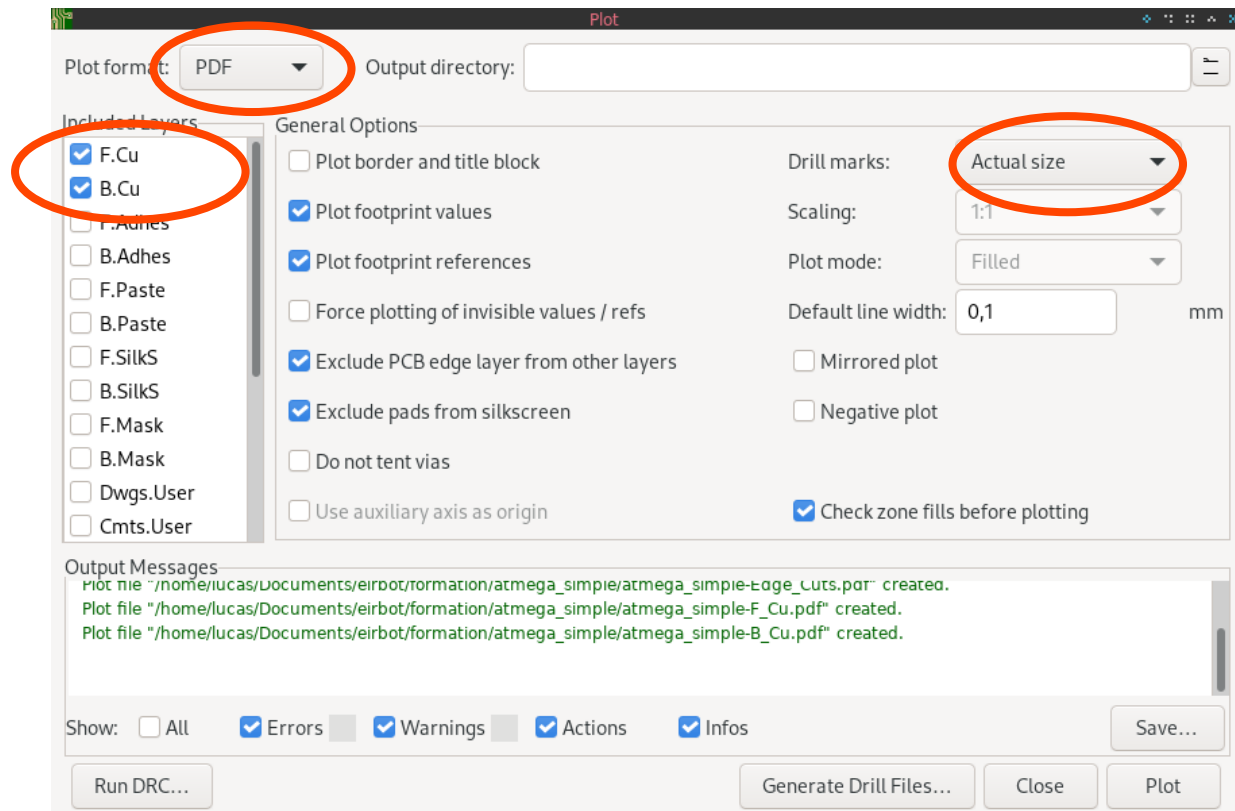 Plot
Plot format: PDF Output directory:
Included Layers
F.Cu
B.Cu
F.Adhes
B.Adhes
F.Paste
B.Paste
F.SilkS
B.SilkS
F.Mask
B.Mask
Dwgs.User
Cmts.User
General Options
Plot border and title block
Plot footprint values
Plot footprint references
Force plotting of invisible values / refs
Exclude PCB edge layer from other layers
Exclude pads from silkscreen
Do not tent vias
Use auxiliary axis as origin
Drill marks: Actual size
Scaling: 1:1
Plot mode: Filled
Default line width: 0,1 mm
Mirrored plot
Negative plot
Check zone fills before plotting
Output Messages
Plot file "/home/lucas/Documents/eirbot/formation/atmega_simple/atmega_simple-Edge_Cuts.pdf" created.
Plot file "/home/lucas/Documents/eirbot/formation/atmega_simple/atmega_simple-F_Cu.pdf" created.
Plot file "/home/lucas/Documents/eirbot/formation/atmega_simple/atmega_simple-B_Cu.pdf" created.
Show: All Errors Warnings Actions Infos Save...
Run DRC... Generate Drill Files... Close Plot